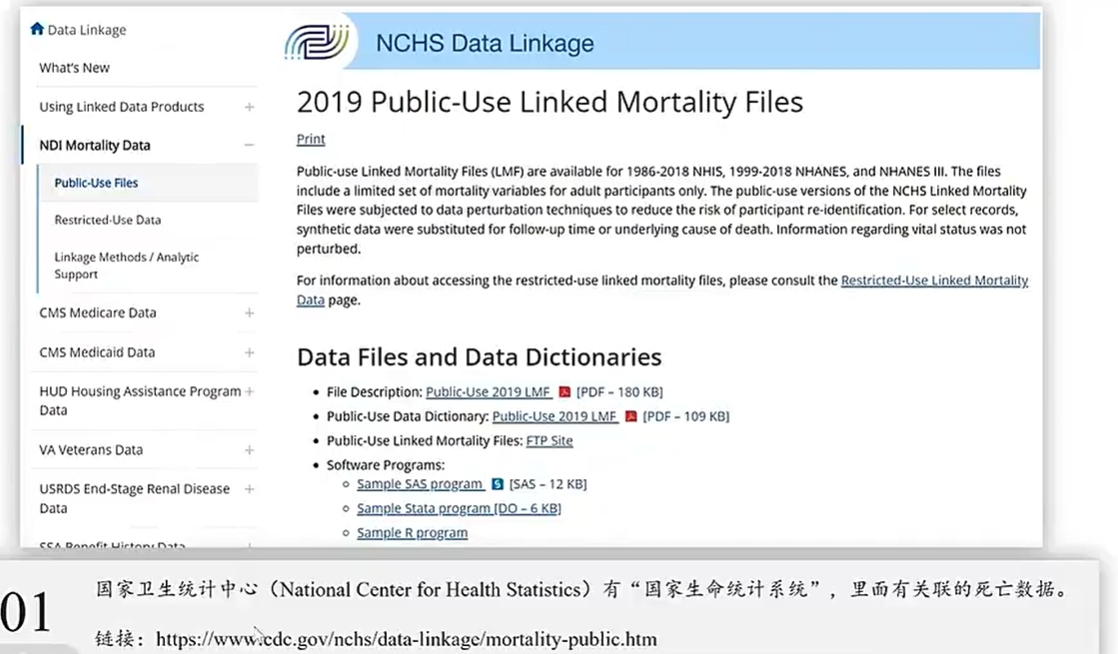 Data Linkage
What's New
Using Linked Data Products
NDI Mortality Data
Public-Use Files
Restricted-Use Data
Linkage Methods / Analytic
Support
CMS Medicare Data
CMS Medicaid Data
HUD Housing Assistance Program
Data
VA Veterans Data
USRDS End-Stage Renal Disease
Data
SSA Benefit History Data
NCHS Data Linkage
2019 Public-Use Linked Mortality Files
Print
Public-use Linked Mortality Files (LMF) are available for 1986-2018 NHIS, 1999-2018 NHANES, and NHANES III. The files
include a limited set of mortality variables for adult participants only. The public-use versions of the NCHS Linked Mortality
Files were subjected to data perturbation techniques to reduce the risk of participant re-identification. For select records,
synthetic data were substituted for follow-up time or underlying cause of death. Information regarding vital status was not
perturbed.
For information about accessing the restricted-use linked mortality files, please consult the Restricted-Use Linked Mortality
Data page.
Data Files and Data Dictionaries
• File Description: Public-Use 2019 LMF [PDF – 180 KB]
• Public-Use Data Dictionary: Public-Use 2019 LMF [PDF – 109 KB]
• Public-Use Linked Mortality Files: FTP Site
• Software Programs:
Sample SAS program [SAS – 12 KB]
Sample Stata program [DO – 6 KB]
Sample R program
01
国家卫生统计中心（National Center for Health Statistics）有“国家生命统计系统”，里面有关联的死亡数据。
链接：https://www.cdc.gov/nchs/data-linkage/mortality-public.htm